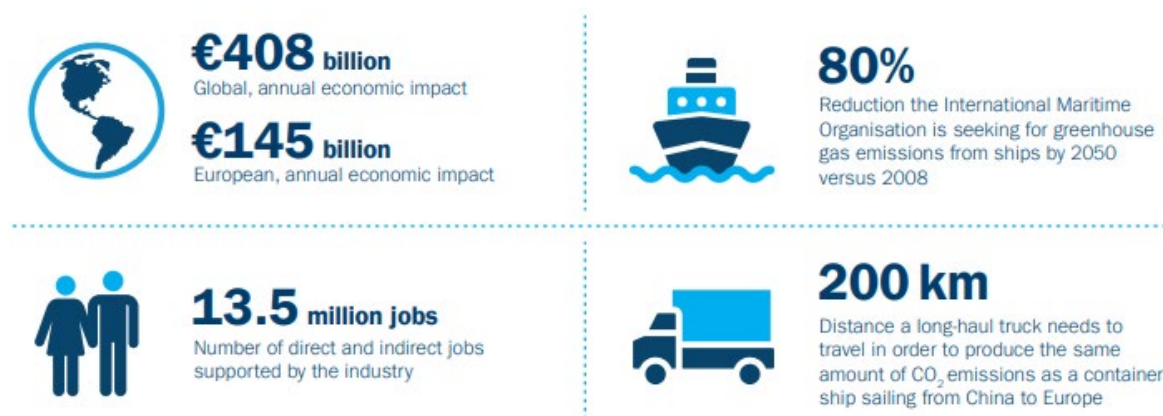 €408 billion
Global, annual economic impact
€145 billion
European, annual economic impact
80%
Reduction the International Maritime
Organisation is seeking for greenhouse
gas emissions from ships by 2050
versus 2008
13.5 million jobs
Number of direct and indirect jobs
supported by the industry
200 km
Distance a long-haul truck needs to
travel in order to produce the same
amount of CO₂ emissions as a container
ship sailing from China to Europe